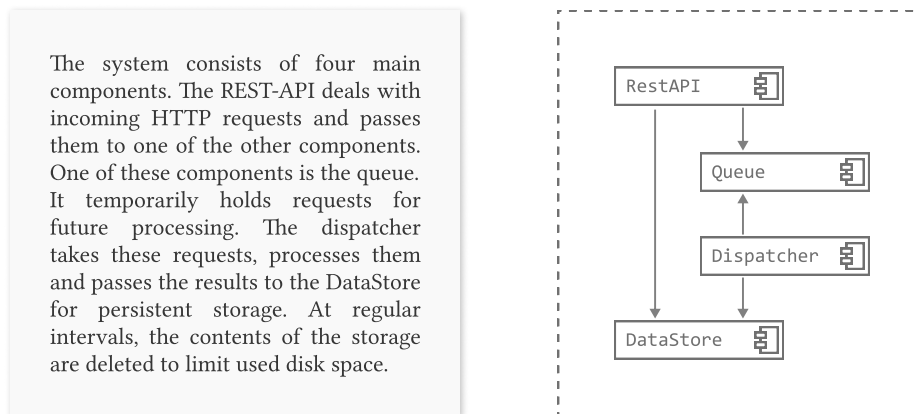 The system consists of four main
components. The REST-API deals with
incoming HTTP requests and passes
them to one of the other components.
One of these components is the queue.
It temporarily holds requests for
future processing. The dispatcher
takes these requests, processes them
and passes the results to the DataStore
for persistent storage. At regular
intervals, the contents of the storage
are deleted to limit used disk space.
RestAPI
Queue
Dispatcher
DataStore